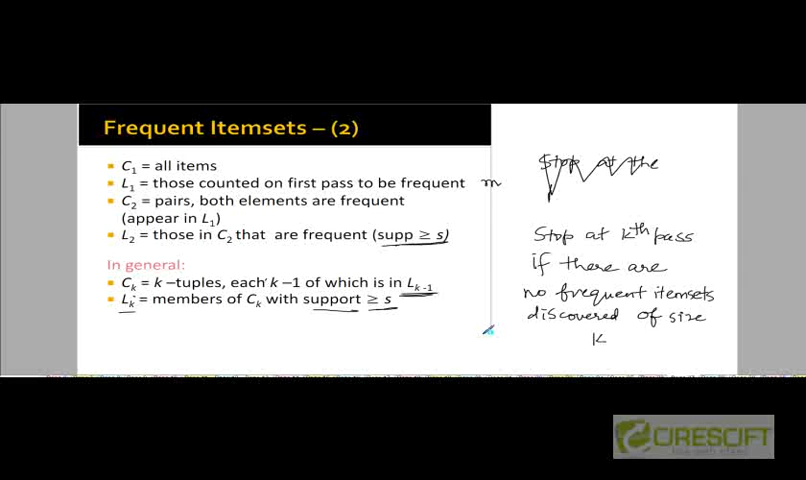 Frequent Itemsets – (2)
C1 = all items
L1 = those counted on first pass to be frequent m
C2 = pairs, both elements are frequent
(appear in L1)
L2 = those in C2 that are frequent (supp ≥ s)
In general:
Ck = k –tuples, each k –1 of which is in Lk -1
Lk = members of Ck with support ≥ s
Stop at the
Stop at kth pass
if there are
no frequent itemsets
discovered of size
k
CIRESCIFT